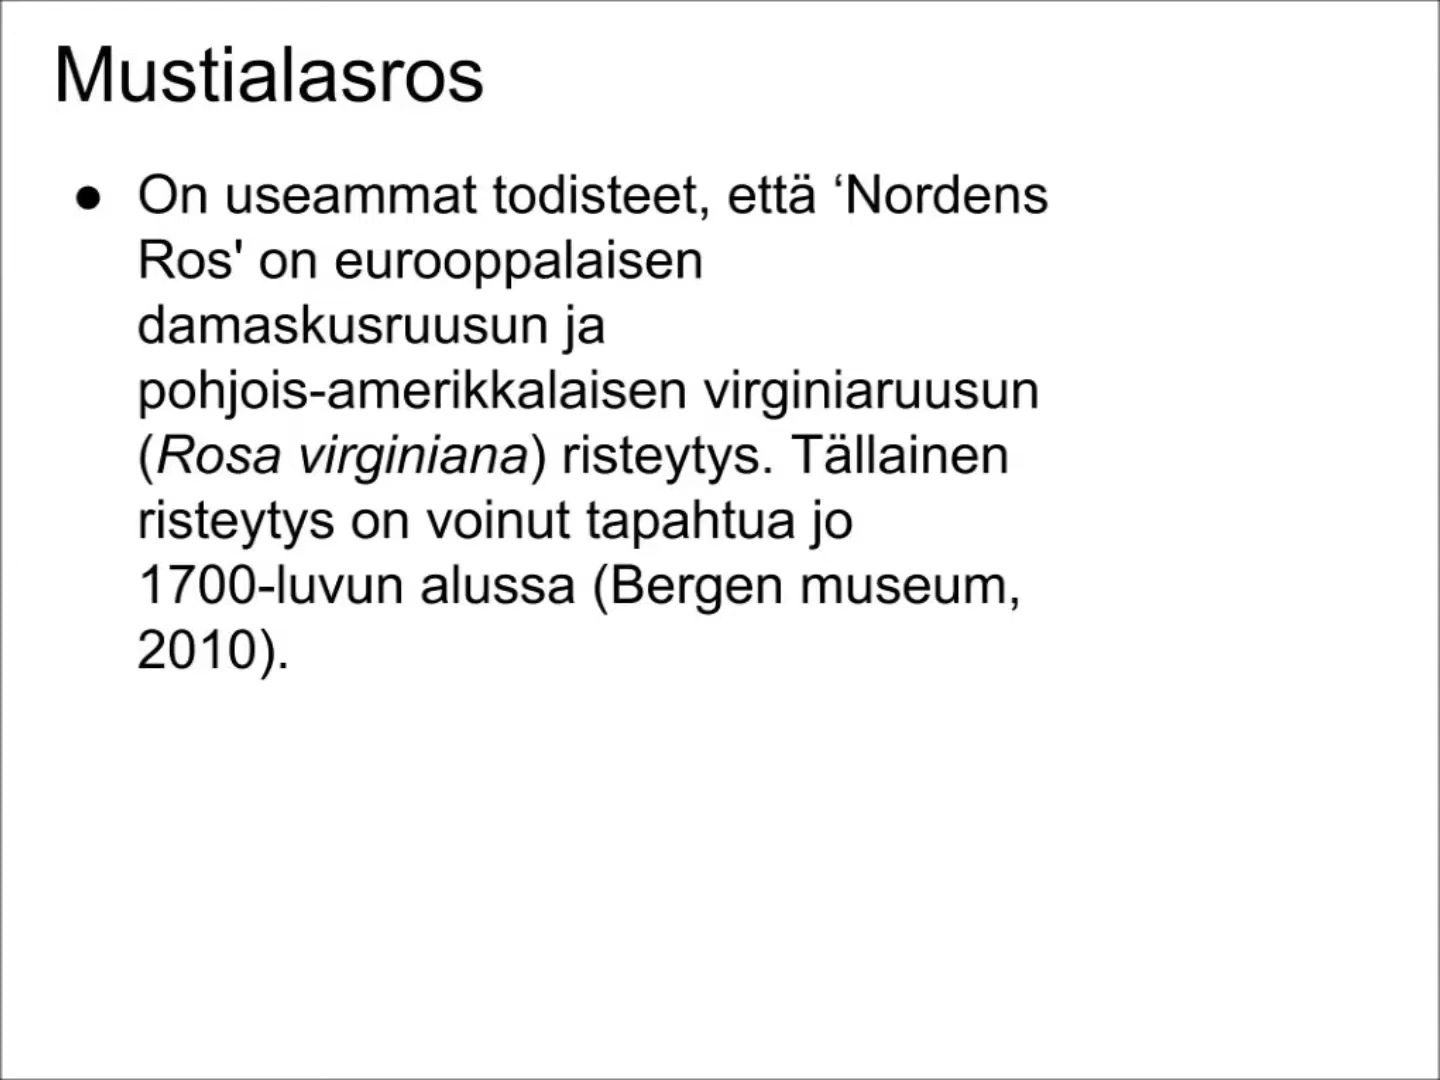 Mustialasros
● On useammat todisteet, että ‘Nordens
Ros' on eurooppalaisen
damaskusruusun ja
pohjois-amerikkalaisen virginiaruusun
(Rosa virginiana) risteytys. Tällainen
risteytys on voinut tapahtua jo
1700-luvun alussa (Bergen museum,
2010).